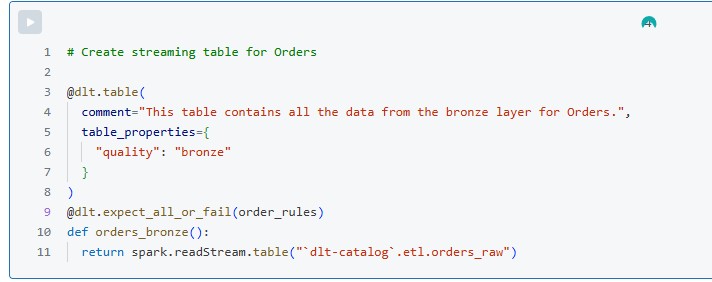 1 # Create streaming table for Orders
2
3 @dlt.table(
4   comment="This table contains all the data from the bronze layer for Orders.",
5   table_properties={
6     "quality": "bronze"
7   }
8 )
9 @dlt.expect_all_or_fail(order_rules)
10 def orders_bronze():
11   return spark.readStream.table("`dlt-catalog`.etl.orders_raw")